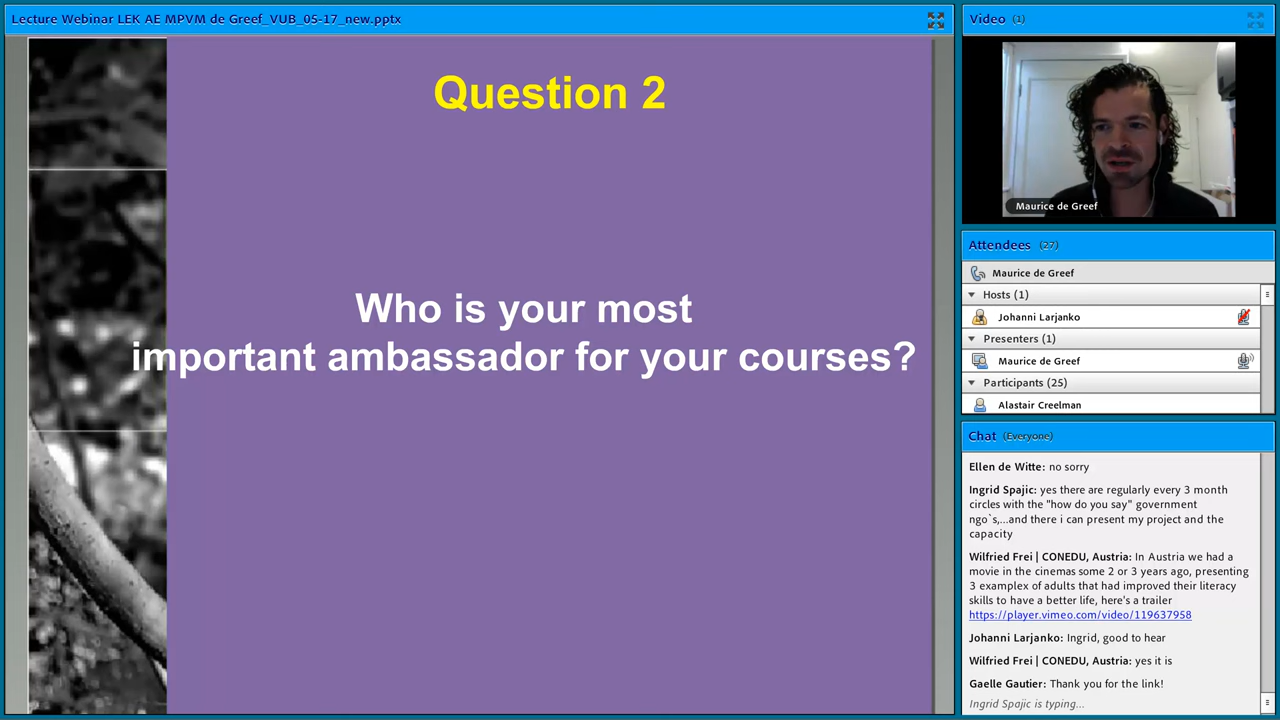 Lecture Webinar LEK AE MPVM de Greef_VUB_05-17_new.pptx
Question 2
Who is your most
important ambassador for your courses?
Video (1)
Maurice de Greef
Attendees (27)
Maurice de Greef
Hosts (1)
Johanni Larjanko
Presenters (1)
Maurice de Greef
Participants (25)
Alastair Creelman
Chat (Everyone)
Ellen de Witte: no sorry
Ingrid Spajic: yes there are regularly every 3 month
circles with the "how do you say" government
ngo`s,...and there i can present my project and the
capacity
Wilfried Frei | CONEDU, Austria: In Austria we had a
movie in the cinemas some 2 or 3 years ago, presenting
3 examplex of adults that had improved their literacy
skills to have a better life, here's a trailer
https://player.vimeo.com/video/119637958
Johanni Larjanko: Ingrid, good to hear
Wilfried Frei | CONEDU, Austria: yes it is
Gaelle Gautier: Thank you for the link!
Ingrid Spajic is typing...